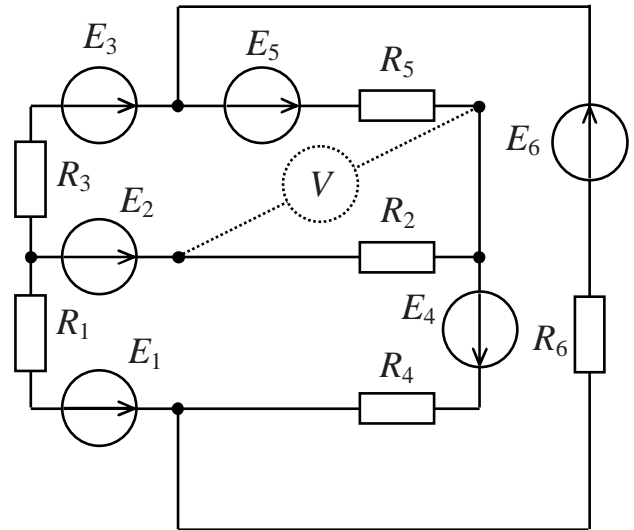 E₃
E₅
R₅
E₆
R₃
V
E₂
R₂
R₁
E₄
R₆
E₁
R₄